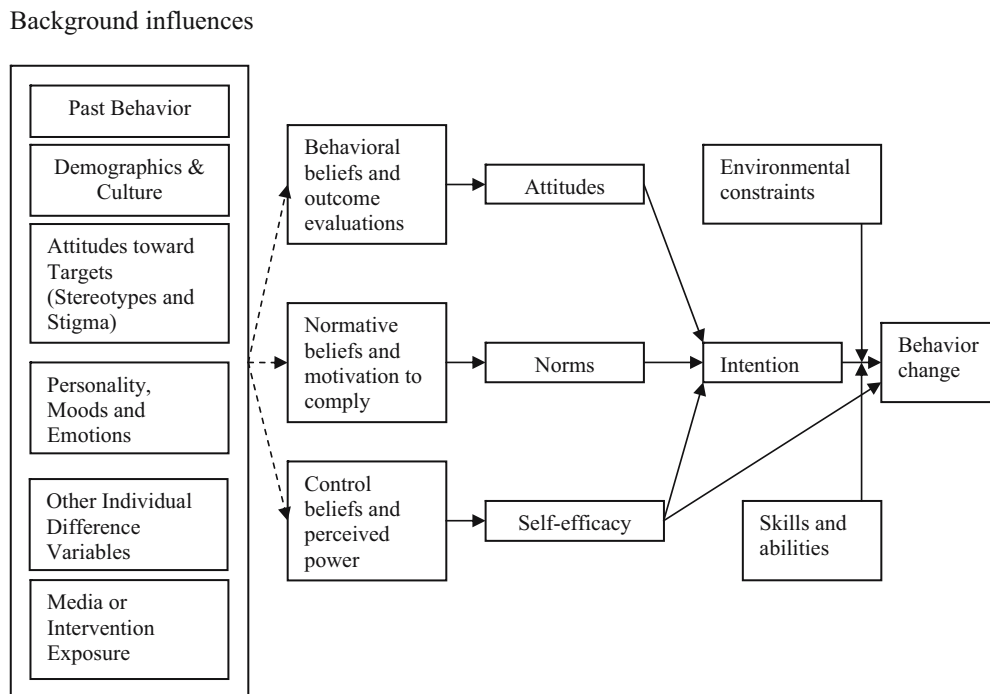 Background influences
Past Behavior
Demographics &
Culture
Attitudes toward
Targets
(Stereotypes and
Stigma)
Personality,
Moods and
Emotions
Other Individual
Difference
Variables
Media or
Intervention
Exposure
Behavioral
beliefs and
outcome
evaluations
Normative
beliefs and
motivation to
comply
Control
beliefs and
perceived
power
Attitudes
Norms
Self-efficacy
Intention
Environmental
constraints
Skills and
abilities
Behavior
change